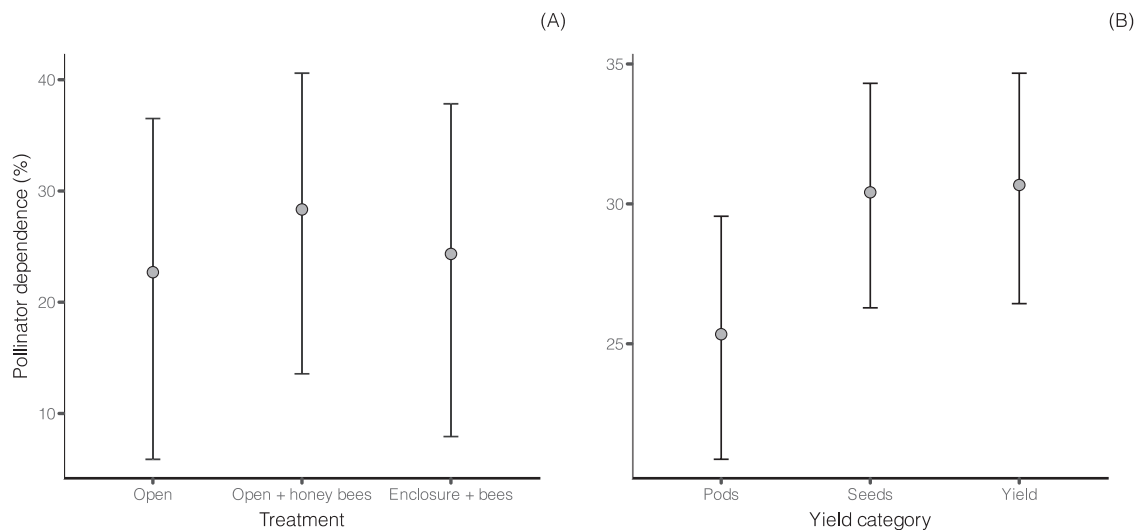 (A)
Pollinator dependence (%)
40
30
20
10
Open Open + honey bees Enclosure + bees
Treatment
(B)
35
30
25
Pods Seeds Yield
Yield category